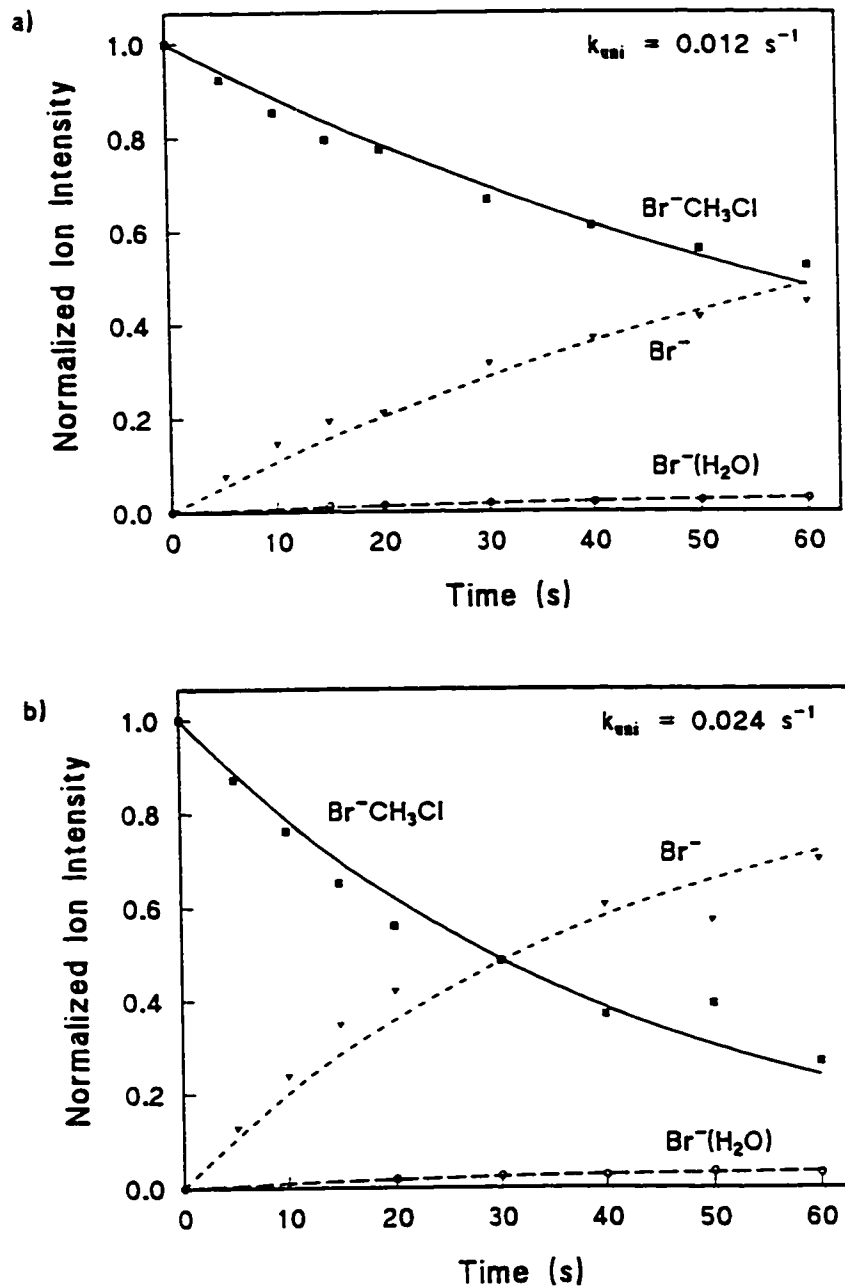 a)
k_uni = 0.012 s⁻¹
Normalized Ion Intensity
1.0
0.8
0.6
0.4
0.2
0.0
Br⁻CH₃Cl
Br⁻
Br⁻(H₂O)
0 10 20 30 40 50 60
Time (s)
b)
k_uni = 0.024 s⁻¹
Normalized Ion Intensity
1.0
0.8
0.6
0.4
0.2
0.0
Br⁻CH₃Cl
Br⁻
Br⁻(H₂O)
0 10 20 30 40 50 60
Time (s)